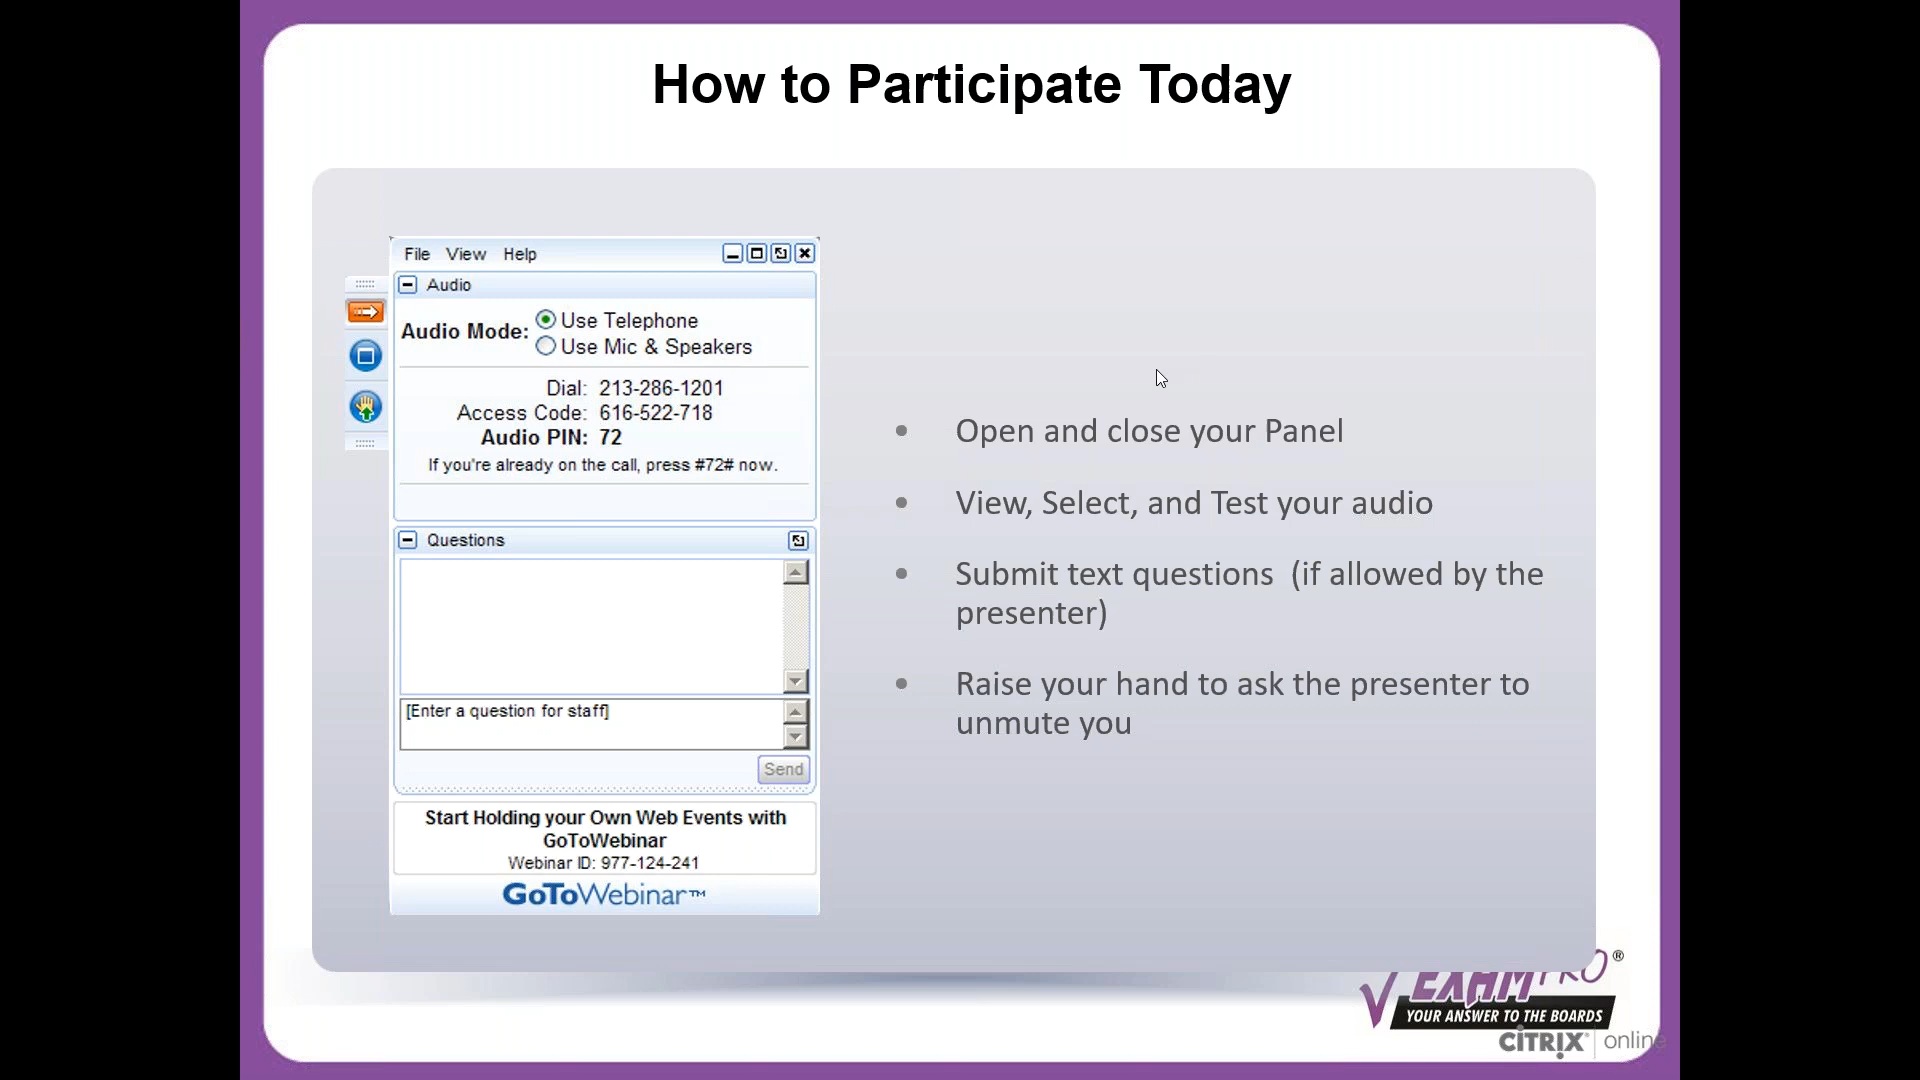 How to Participate Today
File View Help
Audio
Audio Mode:
Use Telephone
Use Mic & Speakers
Dial: 213-286-1201
Access Code: 616-522-718
Audio PIN: 72
If you're already on the call, press #72# now.
Questions
[Enter a question for staff]
Send
Start Holding your Own Web Events with
GoToWebinar
Webinar ID: 977-124-241
GoToWebinar™
• Open and close your Panel
• View, Select, and Test your audio
• Submit text questions (if allowed by the
presenter)
• Raise your hand to ask the presenter to
unmute you
EXAMPRO®
YOUR ANSWER TO THE BOARDS
CITRIX® online